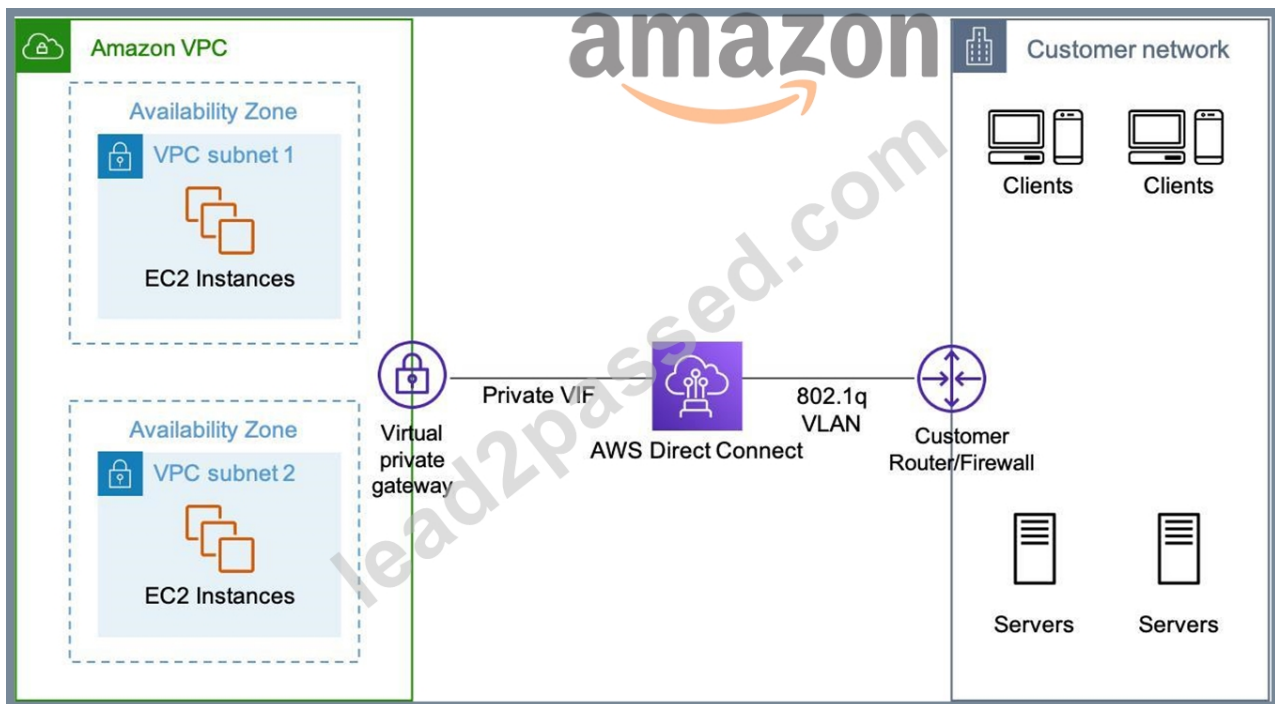 amazon
Amazon VPC
Customer network
Availability Zone
VPC subnet 1
EC2 Instances
Clients
Clients
Availability Zone
VPC subnet 2
EC2 Instances
Virtual
private
gateway
Private VIF
AWS Direct Connect
802.1q
VLAN
Customer
Router/Firewall
Servers
Servers
lead2passed.com